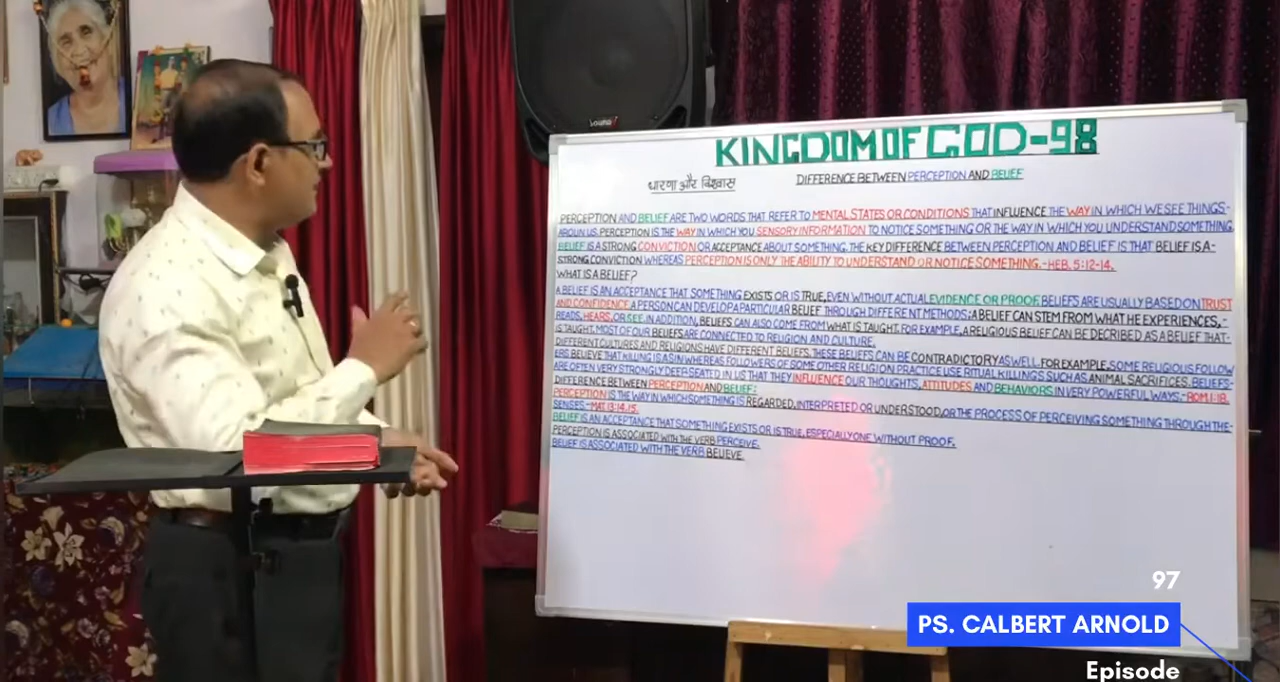 KINGDOM OF GOD-98
धारणा और विश्वास
DIFFERENCE BETWEEN PERCEPTION AND BELIEF
PERCEPTION AND BELIEF ARE TWO WORDS THAT REFER TO MENTAL STATES OR CONDITIONS THAT INFLUENCE THE WAY IN WHICH WE SEE THINGS-
AROUN US. PERCEPTION IS THE WAY IN WHICH YOU SENSORY INFORMATION TO NOTICE SOMETHING OR THE WAY IN WHICH YOU UNDERSTAND SOMETHING.
BELIEF IS A STRONG CONVICTION OR ACCEPTANCE ABOUT SOMETHING. THE KEY DIFFERENCE BETWEEN PERCEPTION AND BELIEF IS THAT BELIEF IS A-
STRONG CONVICTION WHEREAS PERCEPTION IS ONLY THE ABILITY TO UNDERSTAND OR NOTICE SOMETHING.-HEB. 5:12-14.
WHAT IS A BELIEF?
A BELIEF IS AN ACCEPTANCE THAT SOMETHING EXISTS OR IS TRUE, EVEN WITHOUT ACTUAL EVIDENCE OR PROOF. BELIEFS ARE USUALLY BASED ON TRUST
AND CONFIDENCE. A PERSON CAN DEVELOP A PARTICULAR BELIEF THROUGH DIFFERENT METHODS: A BELIEF CAN STEM FROM WHAT HE EXPERIENCES,-
READS, HEARS, OR SEE. IN ADDITION, BELIEFS CAN ALSO COME FROM WHAT IS TAUGHT. FOR EXAMPLE, A RELIGIOUS BELIEF CAN BE DECRIBED AS A BELIEF THAT-
IS TAUGHT. MOST OF OUR BELIEFS ARE CONNECTED TO RELIGION AND CULTURE.
DIFFERENT CULTURES AND RELIGIONS HAVE DIFFERENT BELIEFS. THESE BELIEFS CAN BE CONTRADICTORY AS WELL. FOR EXAMPLE, SOME RELIGIOUS FOLLOW
ERS BELIEVE THAT KILLING IS A SIN WHEREAS FOLLOWERS OF SOME OTHER RELIGION PRACTICE USE RITUAL KILLINGS SUCH AS ANIMAL SACRIFICES. BELIEFS-
ARE OFTEN VERY STRONGLY DEEP SEATED IN US THAT THEY INFLUENCE OUR THOUGHTS, ATTITUDES AND BEHAVIORS IN VERY POWERFUL WAYS.-ROM.1:18.
DIFFERENCE BETWEEN PERCEPTION AND BELIEF:
PERCEPTION IS THE WAY IN WHICH SOMETHING IS REGARDED, INTERPRETED OR UNDERSTOOD, OR THE PROCESS OF PERCEIVING SOMETHING THROUGH THE-
SENSES.-MAT. 13:14,15.
BELIEF IS AN ACCEPTANCE THAT SOMETHING EXISTS OR IS TRUE, ESPECIALLY ONE WITHOUT PROOF.
PERCEPTION IS ASSOCIATED WITH THE VERB PERCEIVE.
BELIEF IS ASSOCIATED WITH THE VERB BELIEVE.
97
PS. CALBERT ARNOLD
Episode